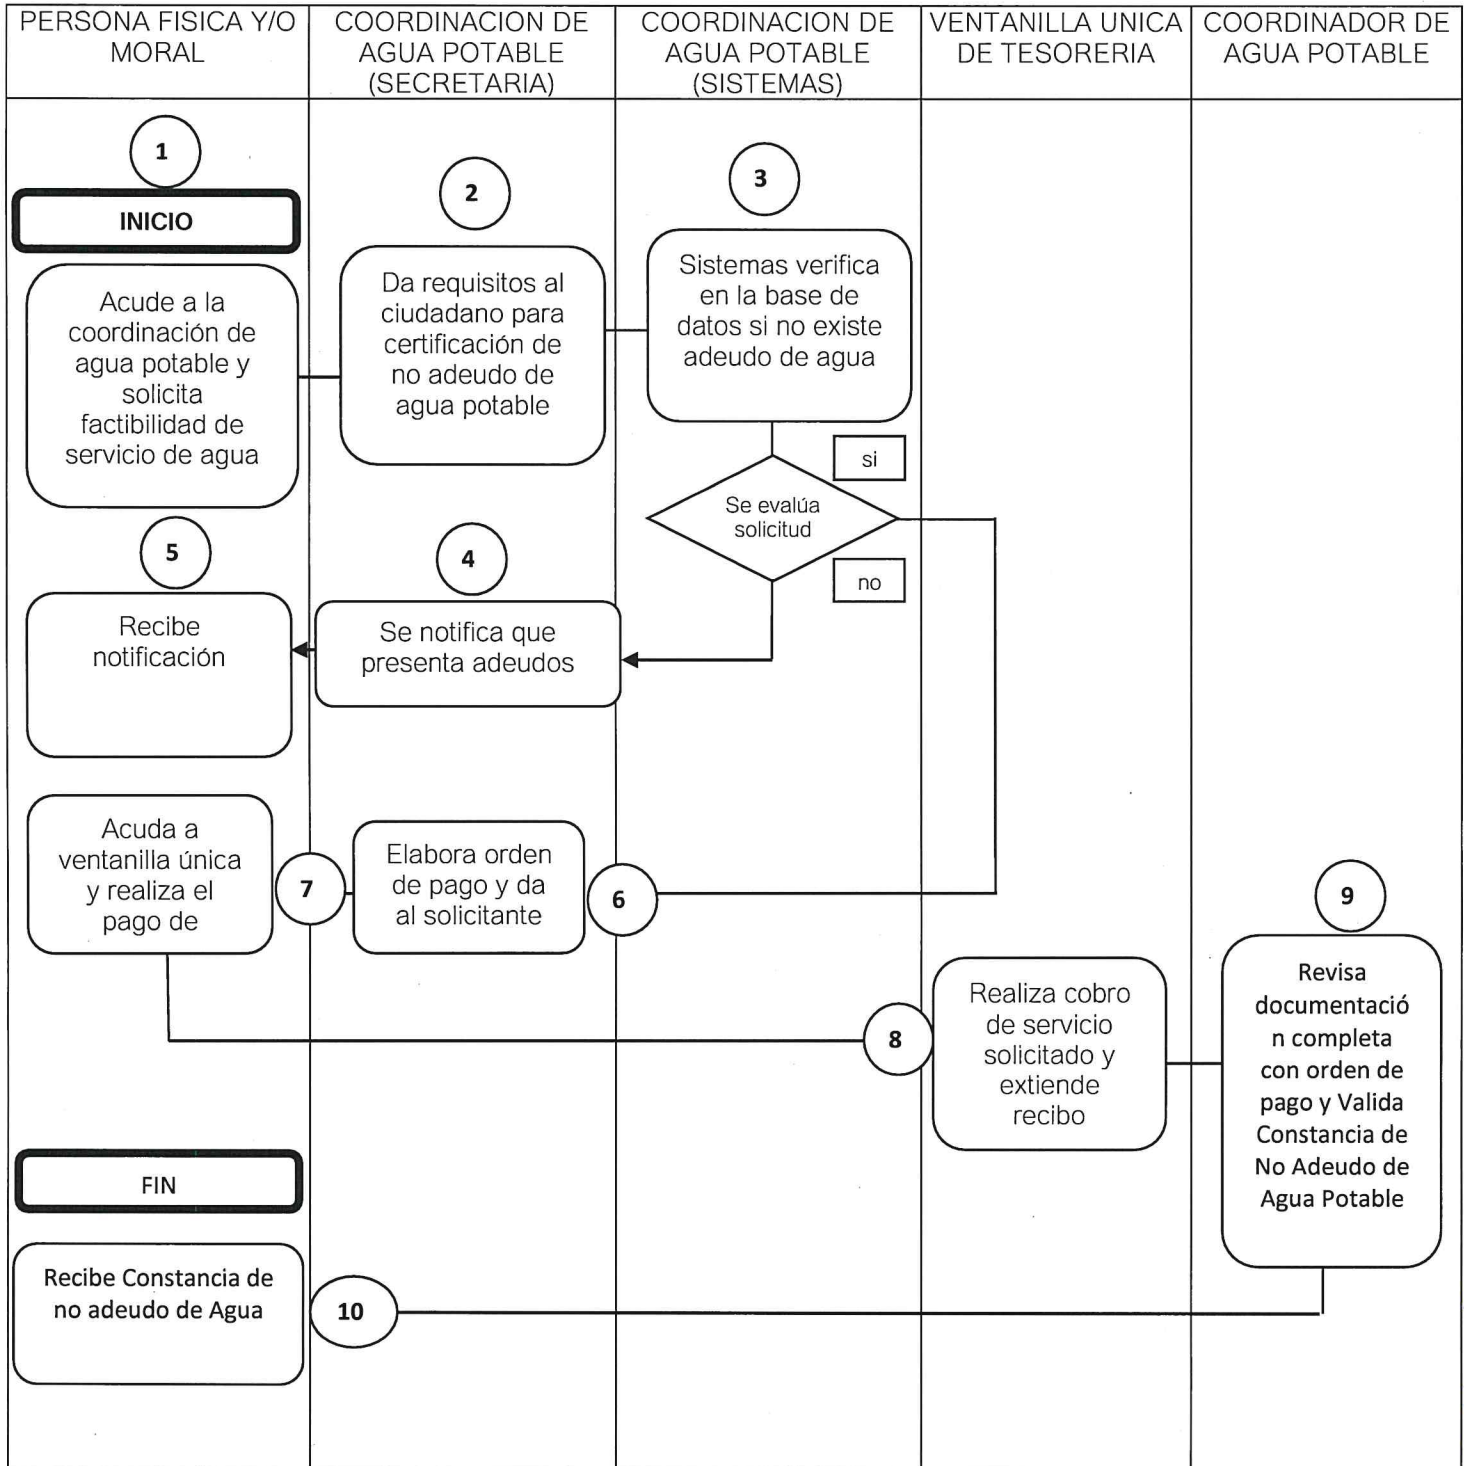 PERSONA FISICA Y/O
MORAL
COORDINACION DE
AGUA POTABLE
(SECRETARIA)
COORDINACION DE
AGUA POTABLE
(SISTEMAS)
VENTANILLA UNICA
DE TESORERIA
COORDINADOR DE
AGUA POTABLE
1
INICIO
Acude a la
coordinación de
agua potable y
solicita
factibilidad de
servicio de agua
2
Da requisitos al
ciudadano para
certificación de
no adeudo de
agua potable
3
Sistemas verifica
en la base de
datos si no existe
adeudo de agua
si
Se evalúa
solicitud
no
4
Se notifica que
presenta adeudos
5
Recibe
notificación
6
Elabora orden
de pago y da
al solicitante
7
Acuda a
ventanilla única
y realiza el
pago de
8
Realiza cobro
de servicio
solicitado y
extiende
recibo
9
Revisa
documentació
n completa
con orden de
pago y Valida
Constancia de
No Adeudo de
Agua Potable
10
FIN
Recibe Constancia de
no adeudo de Agua